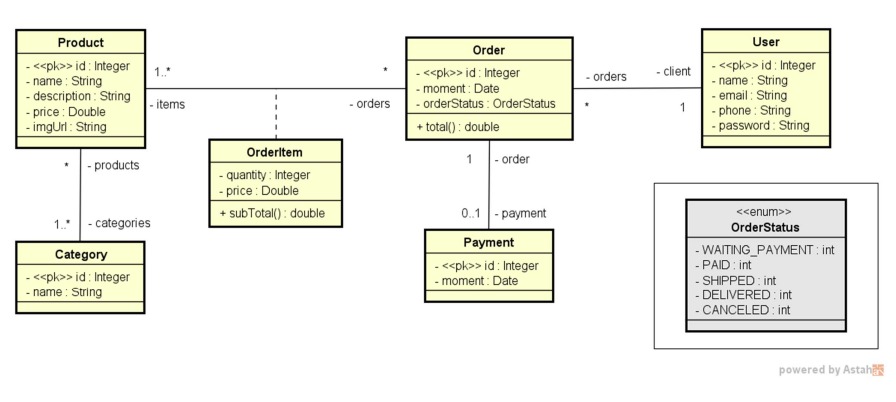 Product
- <<pk>> id : Integer
- name : String
- description : String
- price : Double
- imgUrl : String
1..*
- items
*
- orders
Order
- <<pk>> id : Integer
- moment : Date
- orderStatus : OrderStatus
+ total() : double
- orders
*
- client
1
User
- <<pk>> id : Integer
- name : String
- email : String
- phone : String
- password : String
OrderItem
- quantity : Integer
- price : Double
+ subTotal() : double
* - products
1..* - categories
Category
- <<pk>> id : Integer
- name : String
1 - order
0..1 - payment
Payment
- <<pk>> id : Integer
- moment : Date
<<enum>>
OrderStatus
- WAITING_PAYMENT : int
- PAID : int
- SHIPPED : int
- DELIVERED : int
- CANCELED : int
powered by Astah